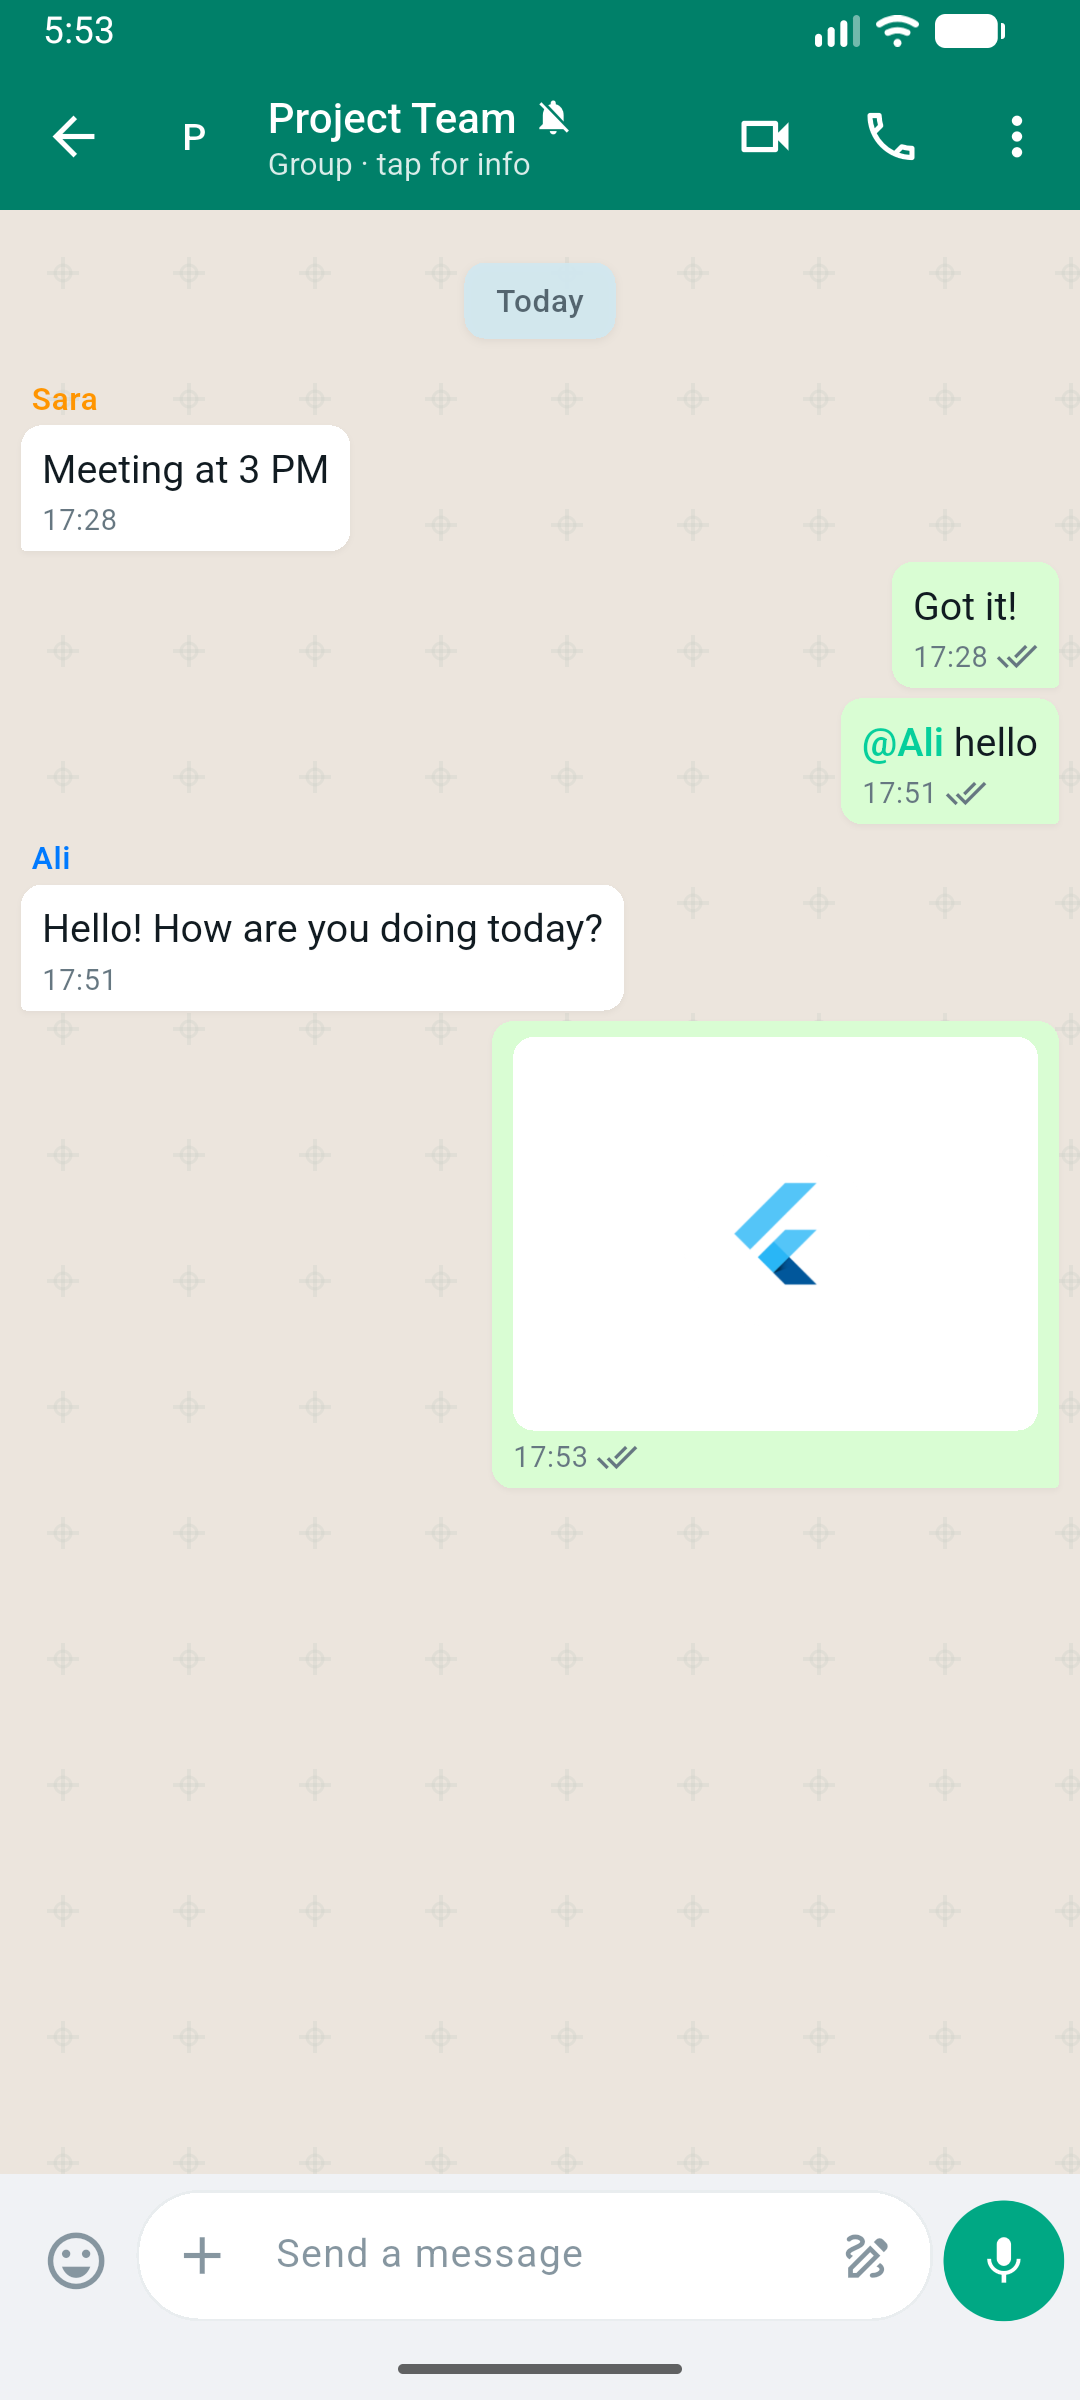 5:53
P
Project Team
Group · tap for info
Today
Sara
Meeting at 3 PM
17:28
Got it!
17:28
@Ali hello
17:51
Ali
Hello! How are you doing today?
17:51
17:53
Send a message